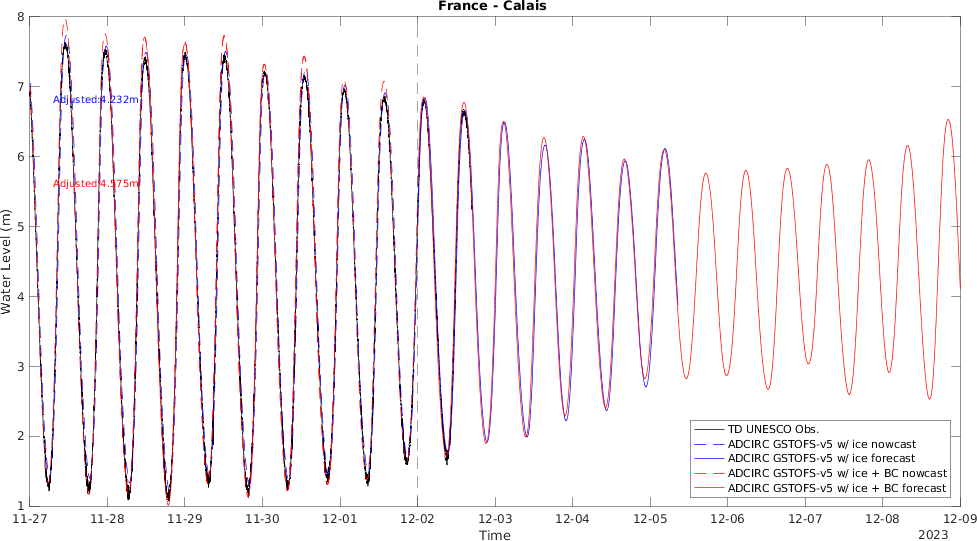 France - Calais
Water Level (m)
8
7
6
5
4
3
2
1
Adjusted:4.232m
Adjusted:4.575m
TD UNESCO Obs.
ADCIRC GSTOFS-v5 w/ ice nowcast
ADCIRC GSTOFS-v5 w/ ice forecast
ADCIRC GSTOFS-v5 w/ ice + BC nowcast
ADCIRC GSTOFS-v5 w/ ice + BC forecast
11-27 11-28 11-29 11-30 12-01 12-02 12-03 12-04 12-05 12-06 12-07 12-08 12-09
Time
2023